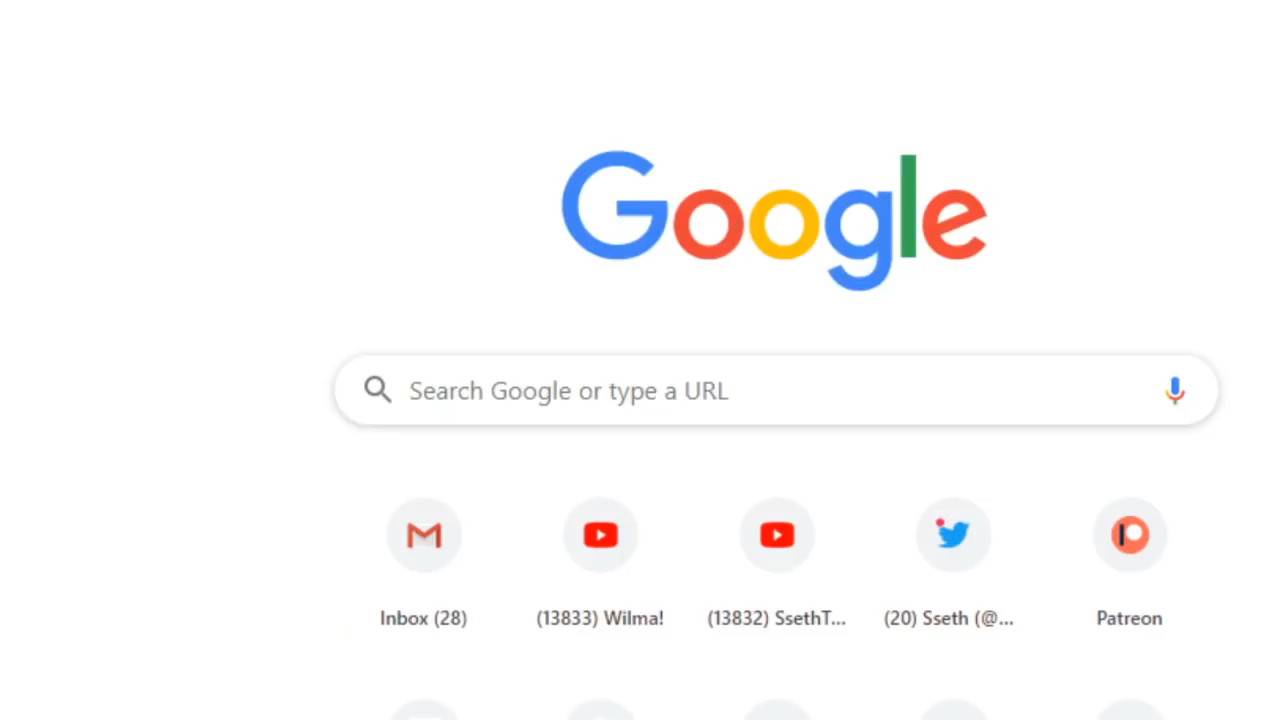 Google
Search Google or type a URL
Inbox (28)
(13833) Wilma!
(13832) SsethT...
(20) Sseth (@...
Patreon